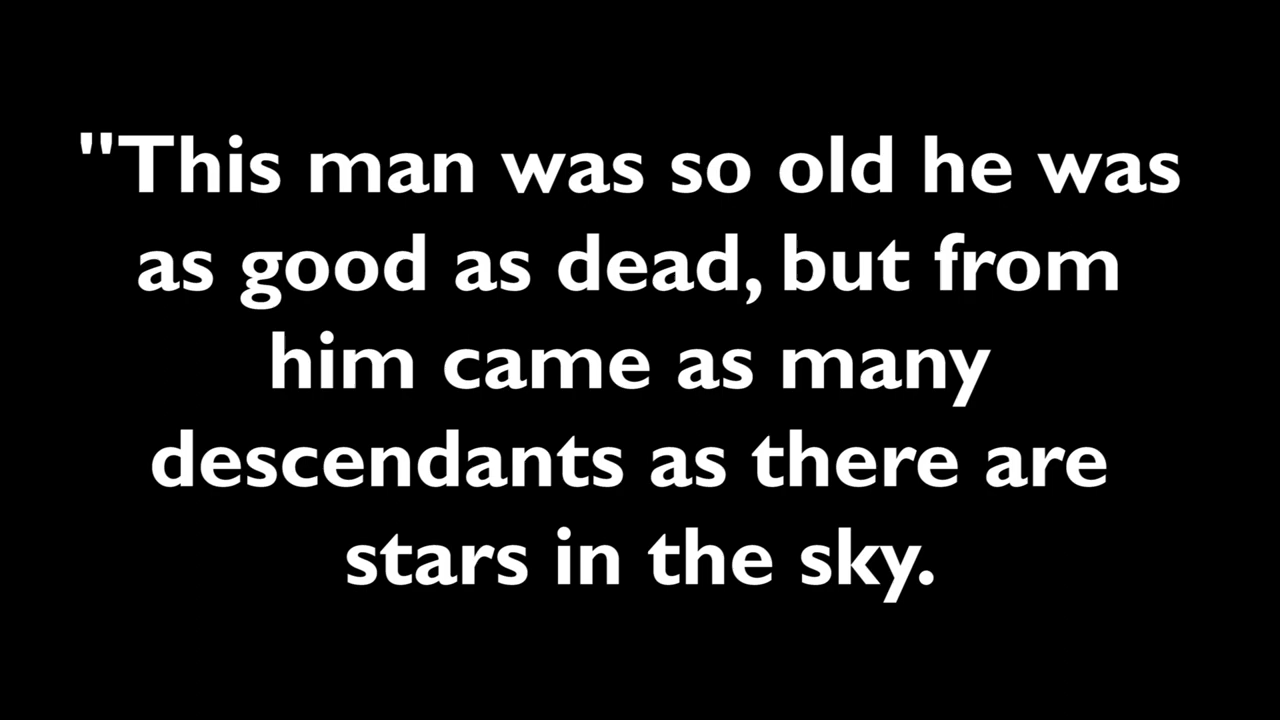 "This man was so old he was
as good as dead, but from
him came as many
descendants as there are
stars in the sky.